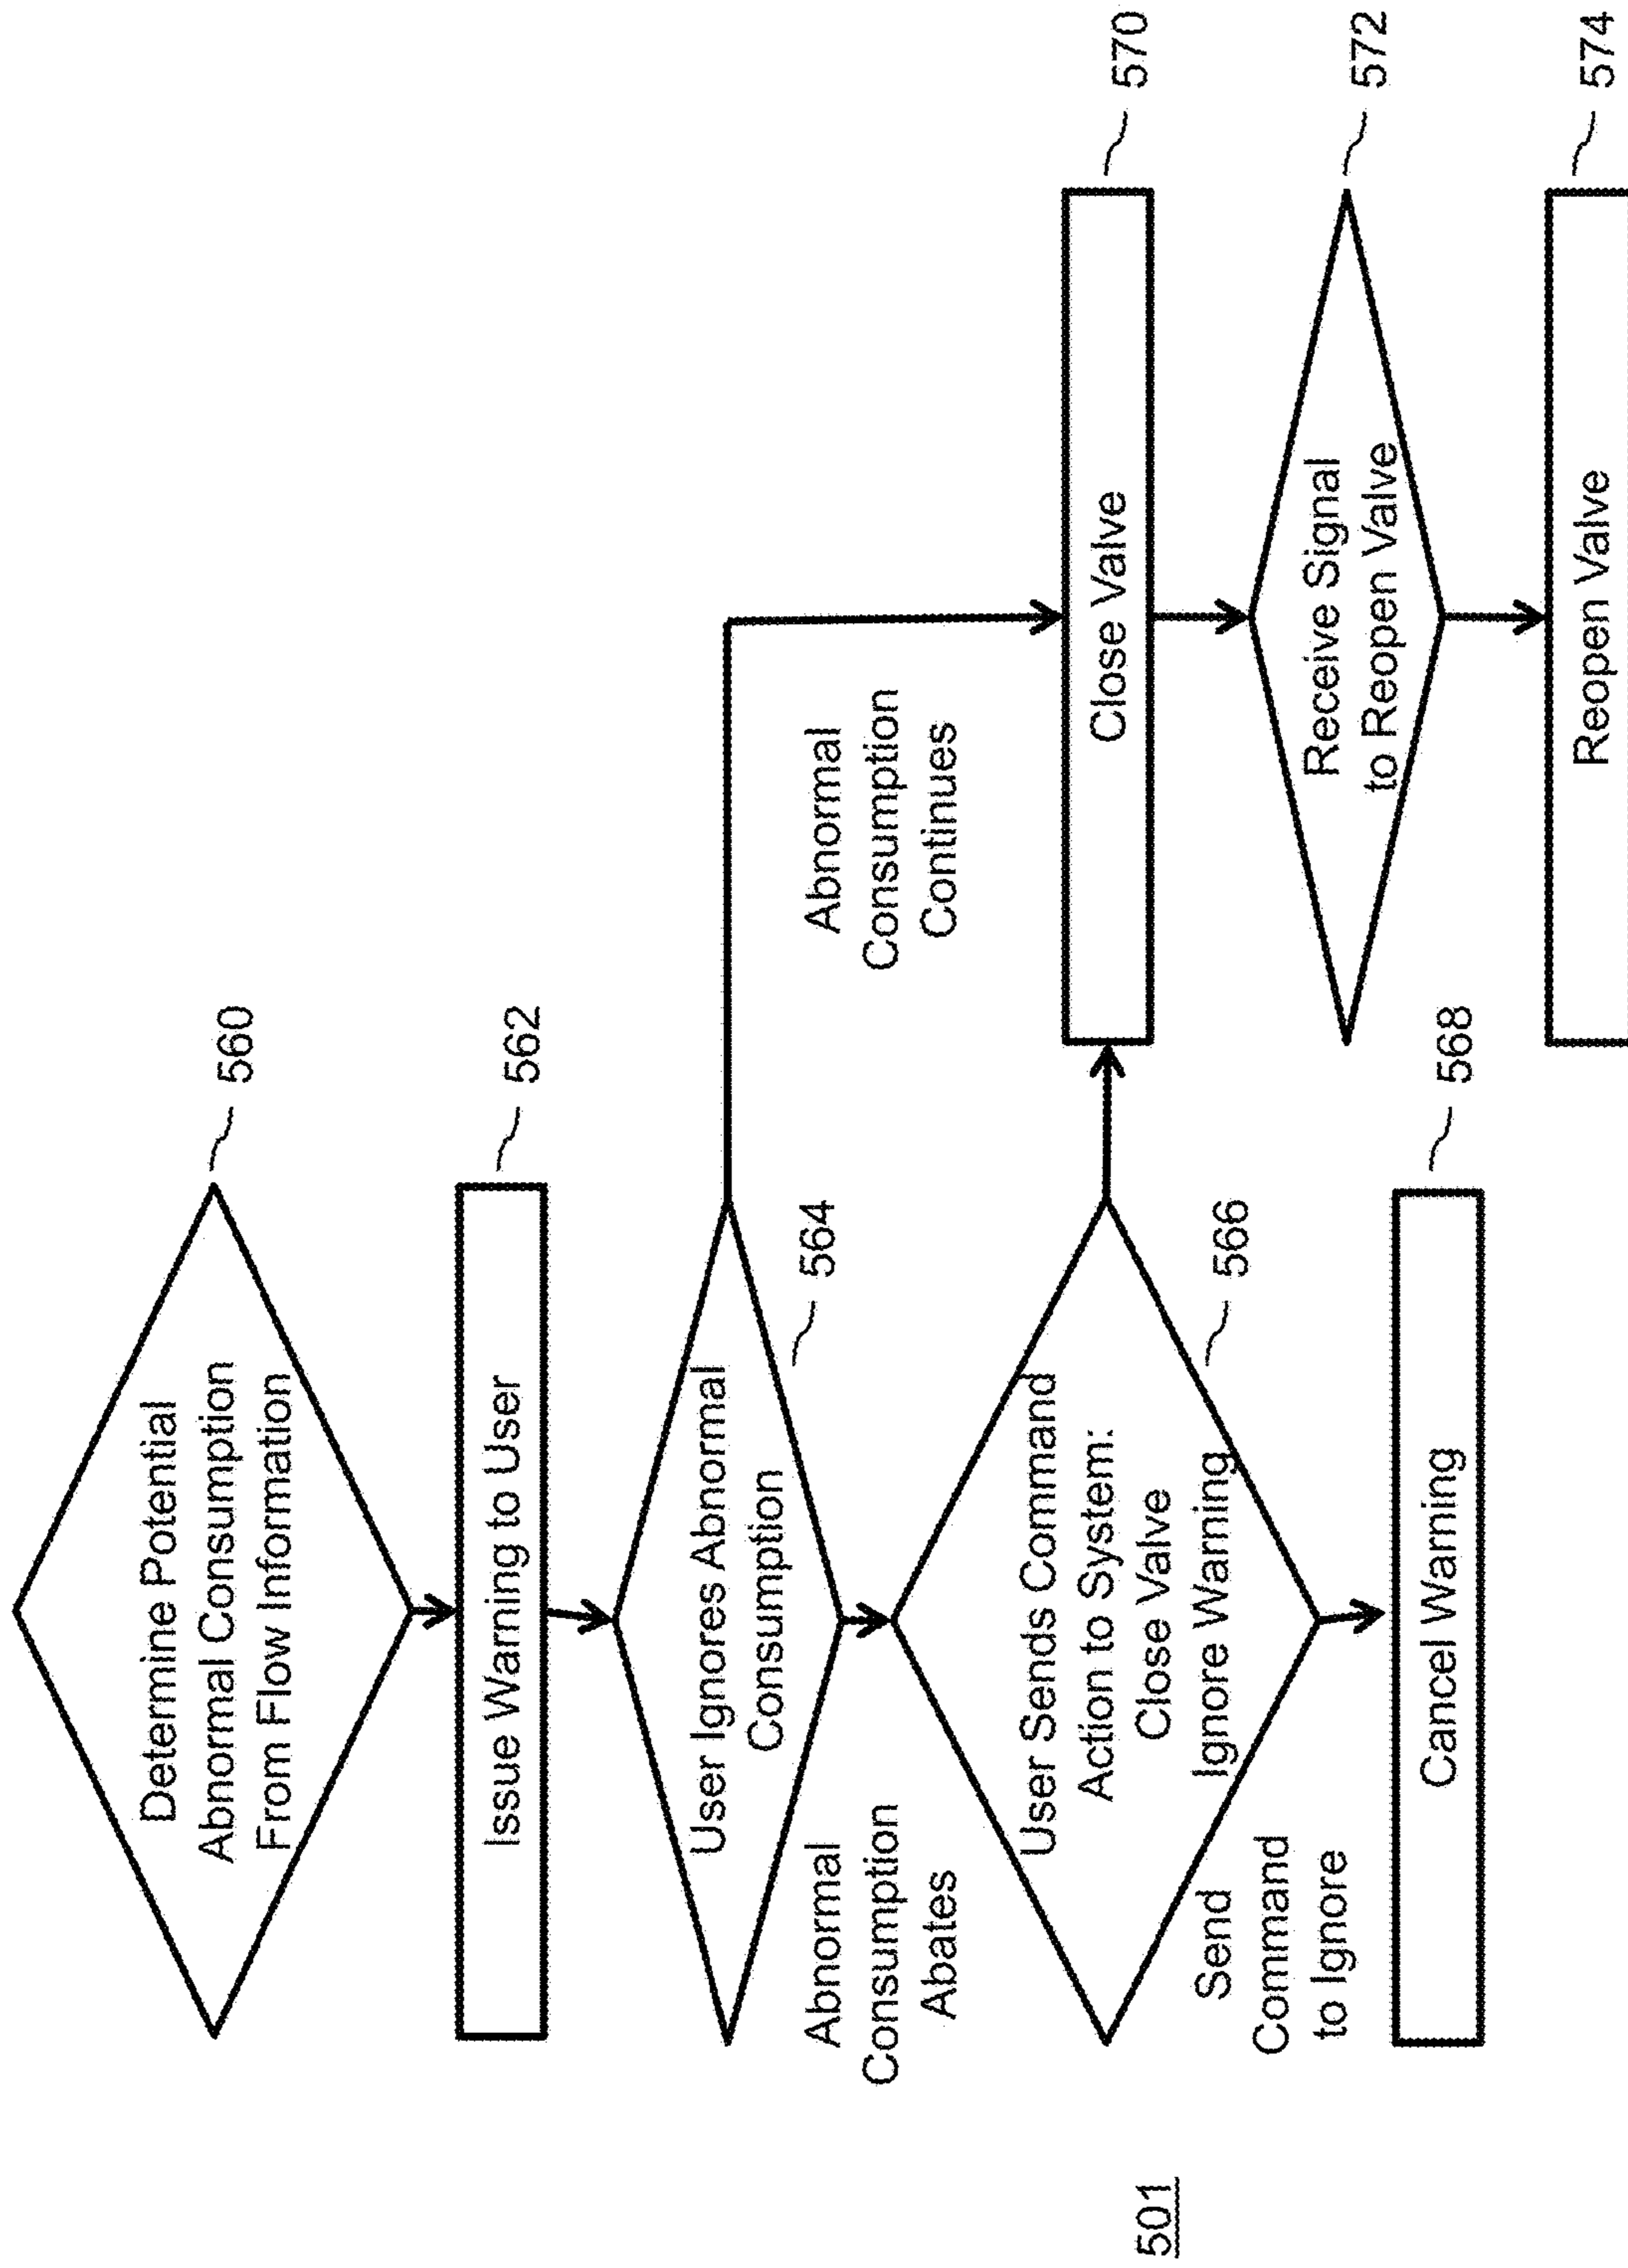 Determine Potential
Abnormal Consumption
From Flow Information
560
Issue Warning to User
562
User Ignores Abnormal
Consumption
564
Abnormal
Consumption
Abates
Abnormal
Consumption
Continues
User Sends Command
Action to System:
Close Valve
Ignore Warning
566
Send
Command
to Ignore
Cancel Warning
568
Close Valve
570
Receive Signal
to Reopen Valve
572
Reopen Valve
574
501